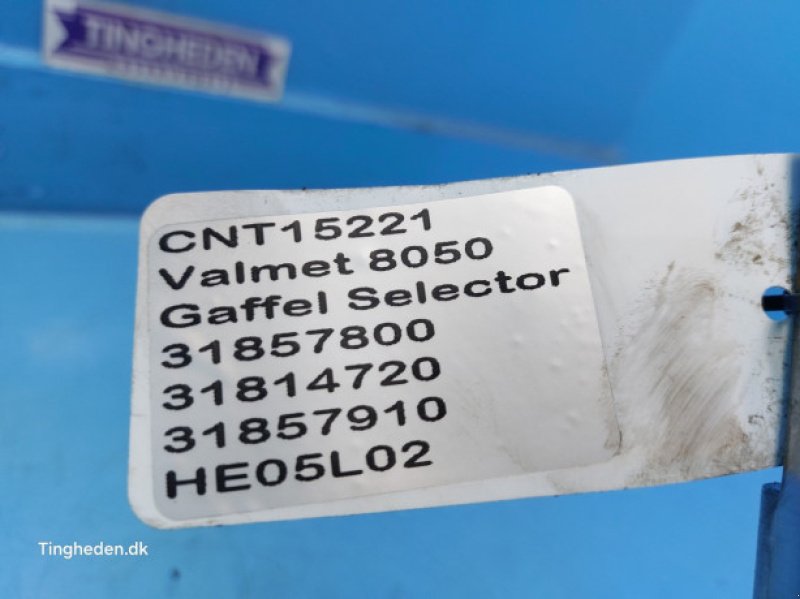 TINGHEDEN
CNT15221
Valmet 8050
Gaffel Selector
31857800
31814720
31857910
HE05L02
Tingheden.dk